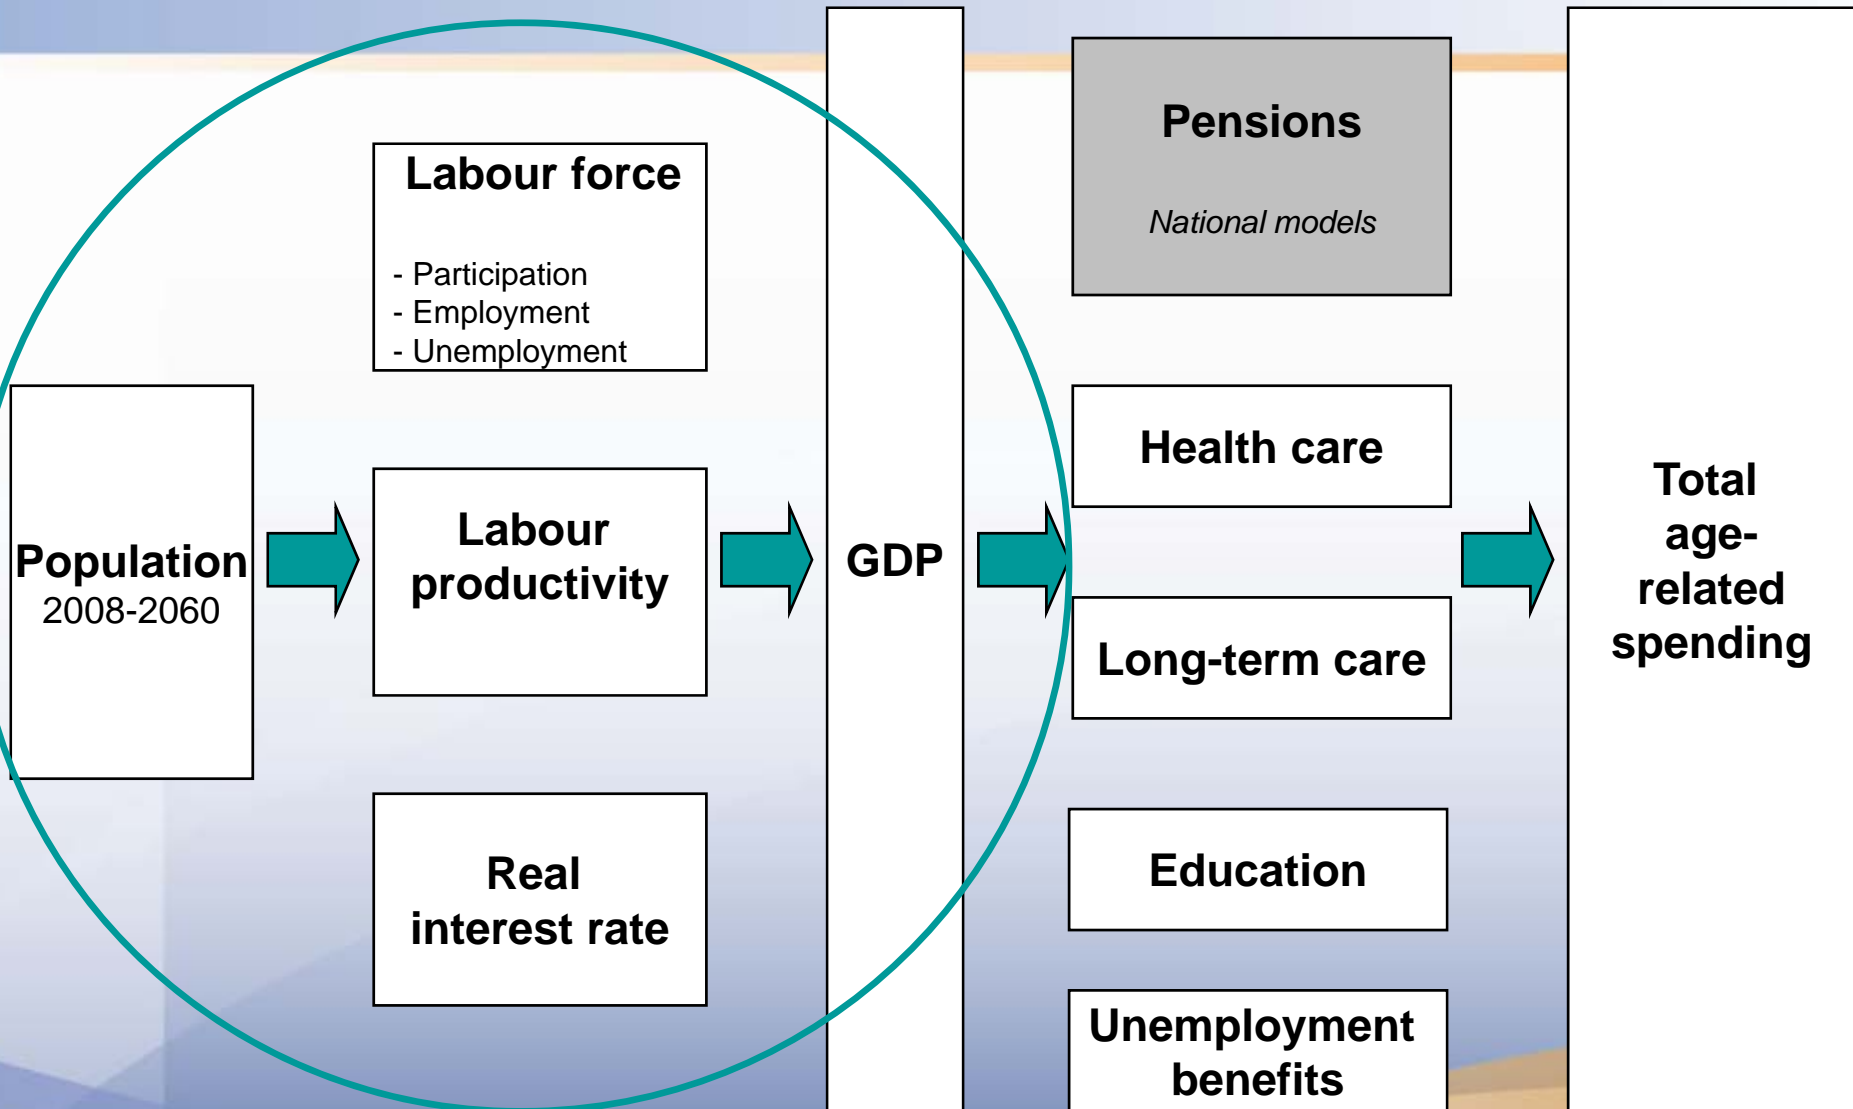 Population
2008-2060
Labour force
- Participation
- Employment
- Unemployment
Labour
productivity
Real
interest rate
GDP
Pensions
National models
Health care
Long-term care
Education
Unemployment
benefits
Total
age-
related
spending